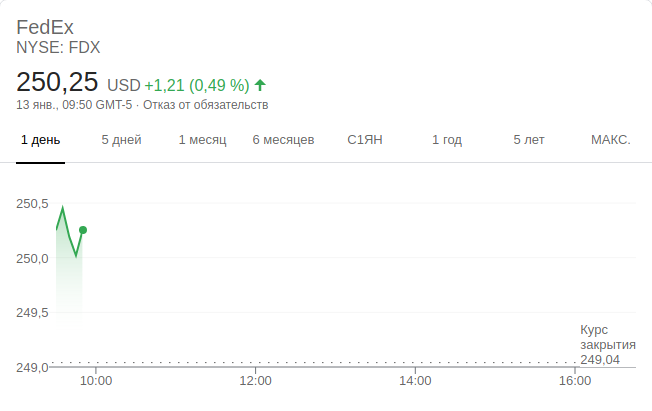 FedEx
NYSE: FDX
250,25 USD +1,21 (0,49 %)
13 янв., 09:50 GMT-5 · Отказ от обязательств
1 день 5 дней 1 месяц 6 месяцев С1ЯН 1 год 5 лет МАКС.
250,5
250,0
249,5
Курс
закрытия
249,04
249,0
10:00 12:00 14:00 16:00